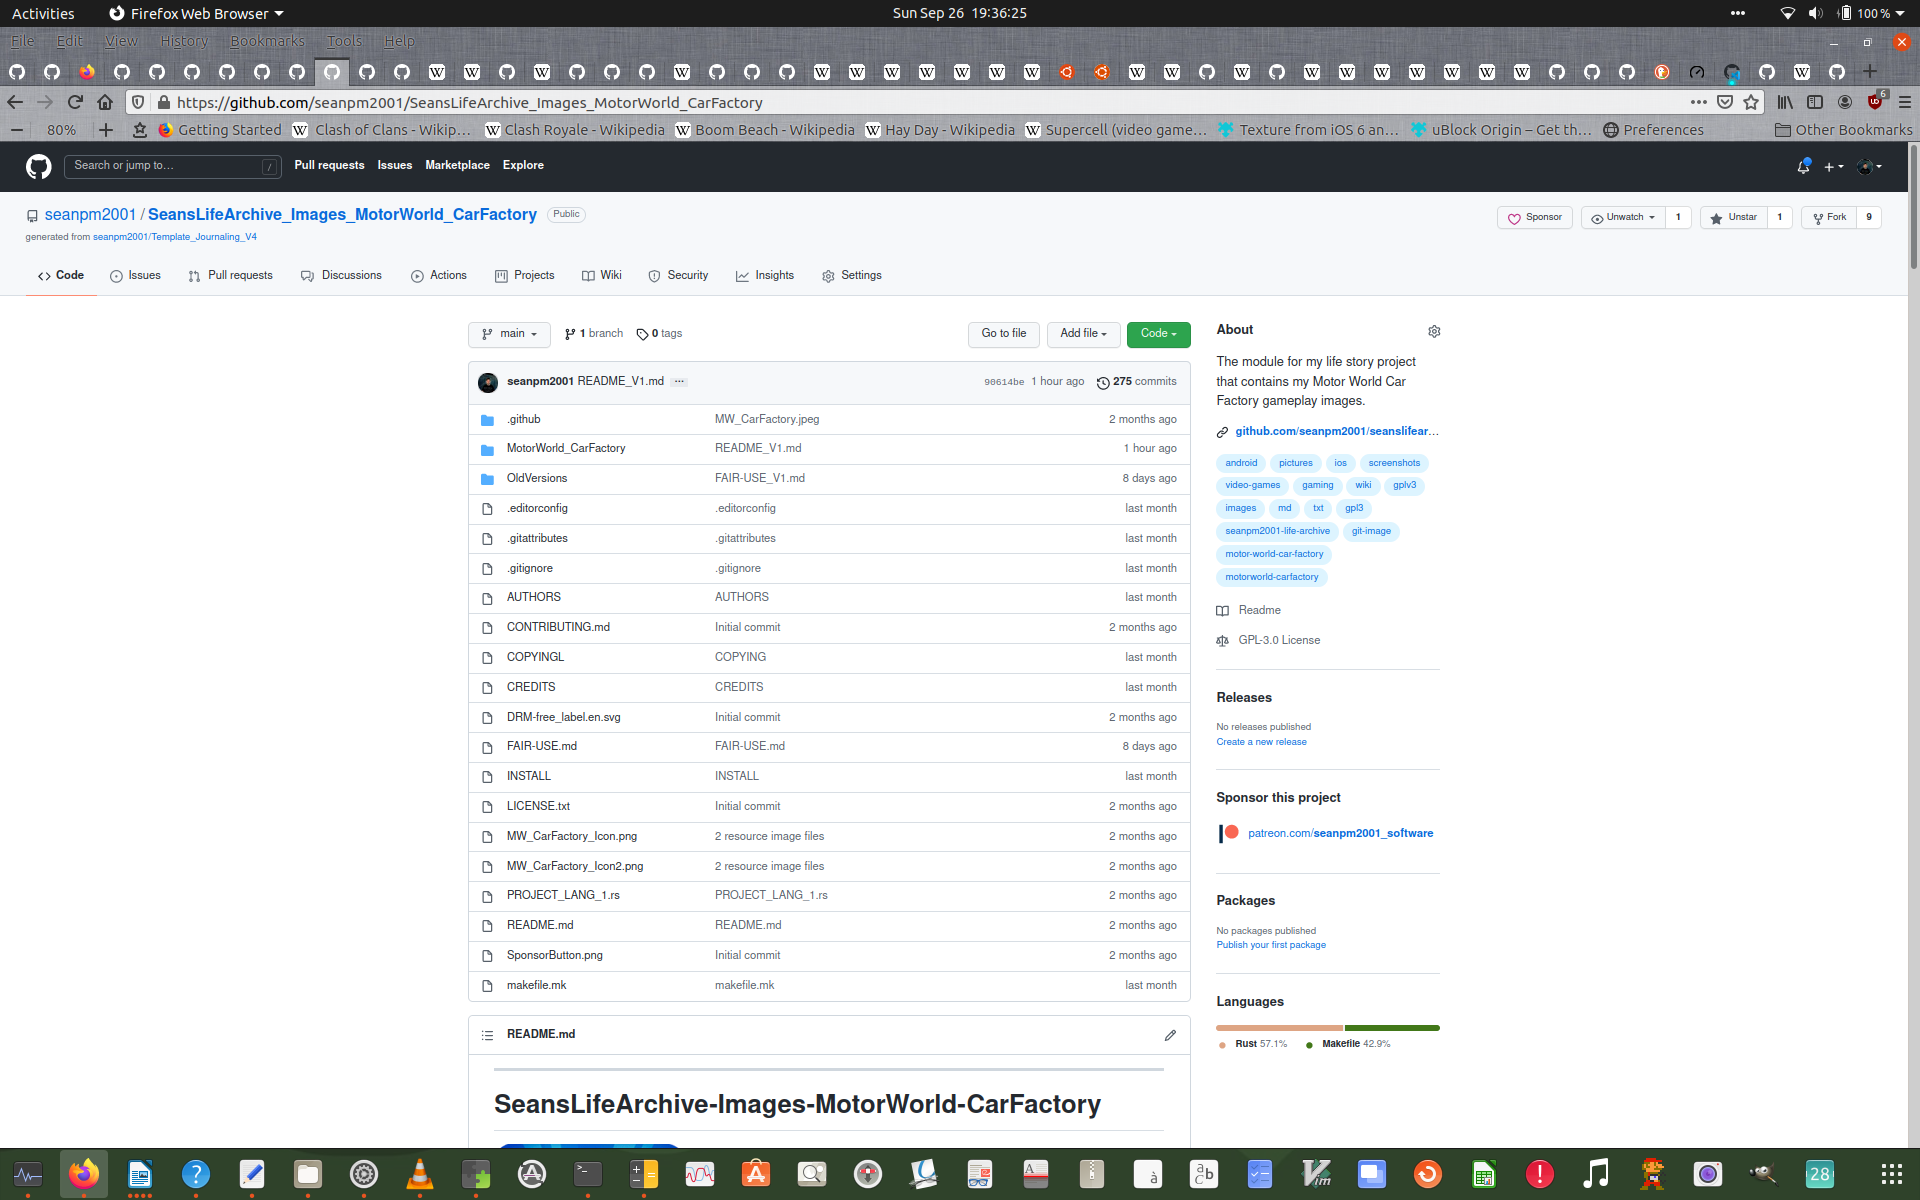 Activities Firefox Web Browser Sun Sep 26 19:36:25 100 %
File Edit View History Bookmarks Tools Help
https://github.com/seanpm2001/SeansLifeArchive_Images_MotorWorld_CarFactory 6
80% Getting Started Clash of Clans - Wikip… Clash Royale - Wikipedia Boom Beach - Wikipedia Hay Day - Wikipedia Supercell (video game… Texture from iOS 6 an… uBlock Origin – Get th… Preferences Other Bookmarks
Search or jump to… / Pull requests Issues Marketplace Explore
seanpm2001 / SeansLifeArchive_Images_MotorWorld_CarFactory Public Sponsor Unwatch 1 Unstar 1 Fork 9
generated from seanpm2001/Template_Journaling_V4
Code Issues Pull requests Discussions Actions Projects Wiki Security Insights Settings
main 1 branch 0 tags Go to file Add file Code
seanpm2001 README_V1.md ... 90614be 1 hour ago 275 commits
.github MW_CarFactory.jpeg 2 months ago
MotorWorld_CarFactory README_V1.md 1 hour ago
OldVersions FAIR-USE_V1.md 8 days ago
.editorconfig .editorconfig last month
.gitattributes .gitattributes last month
.gitignore .gitignore last month
AUTHORS AUTHORS last month
CONTRIBUTING.md Initial commit 2 months ago
COPYINGL COPYING last month
CREDITS CREDITS last month
DRM-free_label.en.svg Initial commit 2 months ago
FAIR-USE.md FAIR-USE.md 8 days ago
INSTALL INSTALL last month
LICENSE.txt Initial commit 2 months ago
MW_CarFactory_Icon.png 2 resource image files 2 months ago
MW_CarFactory_Icon2.png 2 resource image files 2 months ago
PROJECT_LANG_1.rs PROJECT_LANG_1.rs 2 months ago
README.md README.md 2 months ago
SponsorButton.png Initial commit 2 months ago
makefile.mk makefile.mk last month
README.md
SeansLifeArchive-Images-MotorWorld-CarFactory
About
The module for my life story project
that contains my Motor World Car
Factory gameplay images.
github.com/seanpm2001/seanslifear…
android pictures ios screenshots
video-games gaming wiki gplv3
images md txt gpl3
seanpm2001-life-archive git-image
motor-world-car-factory
motorworld-carfactory
Readme
GPL-3.0 License
Releases
No releases published
Create a new release
Sponsor this project
patreon.com/seanpm2001_software
Packages
No packages published
Publish your first package
Languages
Rust 57.1% Makefile 42.9%
28